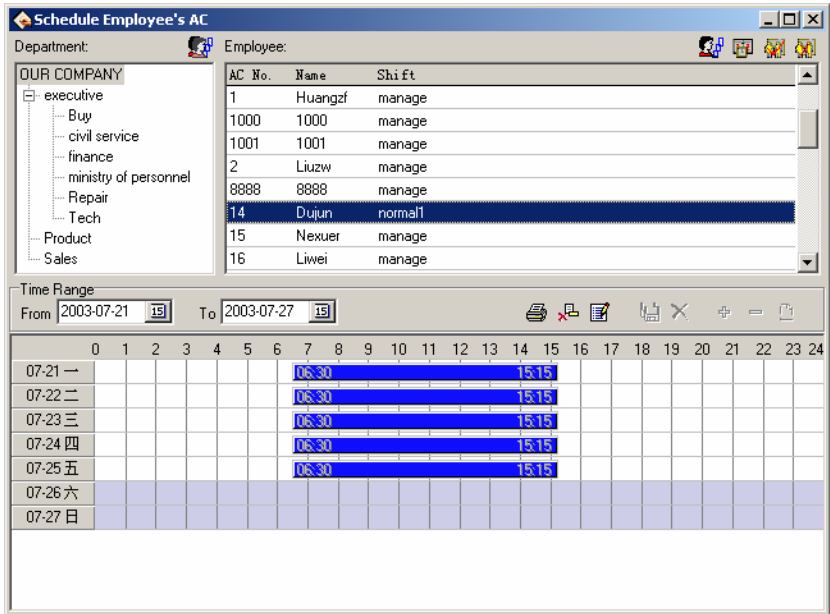 Schedule Employee's AC
Department:
Employee:
OUR COMPANY
executive
Buy
civil service
finance
ministry of personnel
Repair
Tech
Product
Sales
AC No. Name Shift
1 Huangzf manage
1000 1000 manage
1001 1001 manage
2 Liuzw manage
8888 8888 manage
14 Dujun normal1
15 Nexuer manage
16 Liwei manage
Time Range
From 2003-07-21 15 To 2003-07-27 15
0 1 2 3 4 5 6 7 8 9 10 11 12 13 14 15 16 17 18 19 20 21 22 23 24
07-21 一 06:30 15:15
07-22 二 06:30 15:15
07-23 三 06:30 15:15
07-24 四 06:30 15:15
07-25 五 06:30 15:15
07-26 六
07-27 日